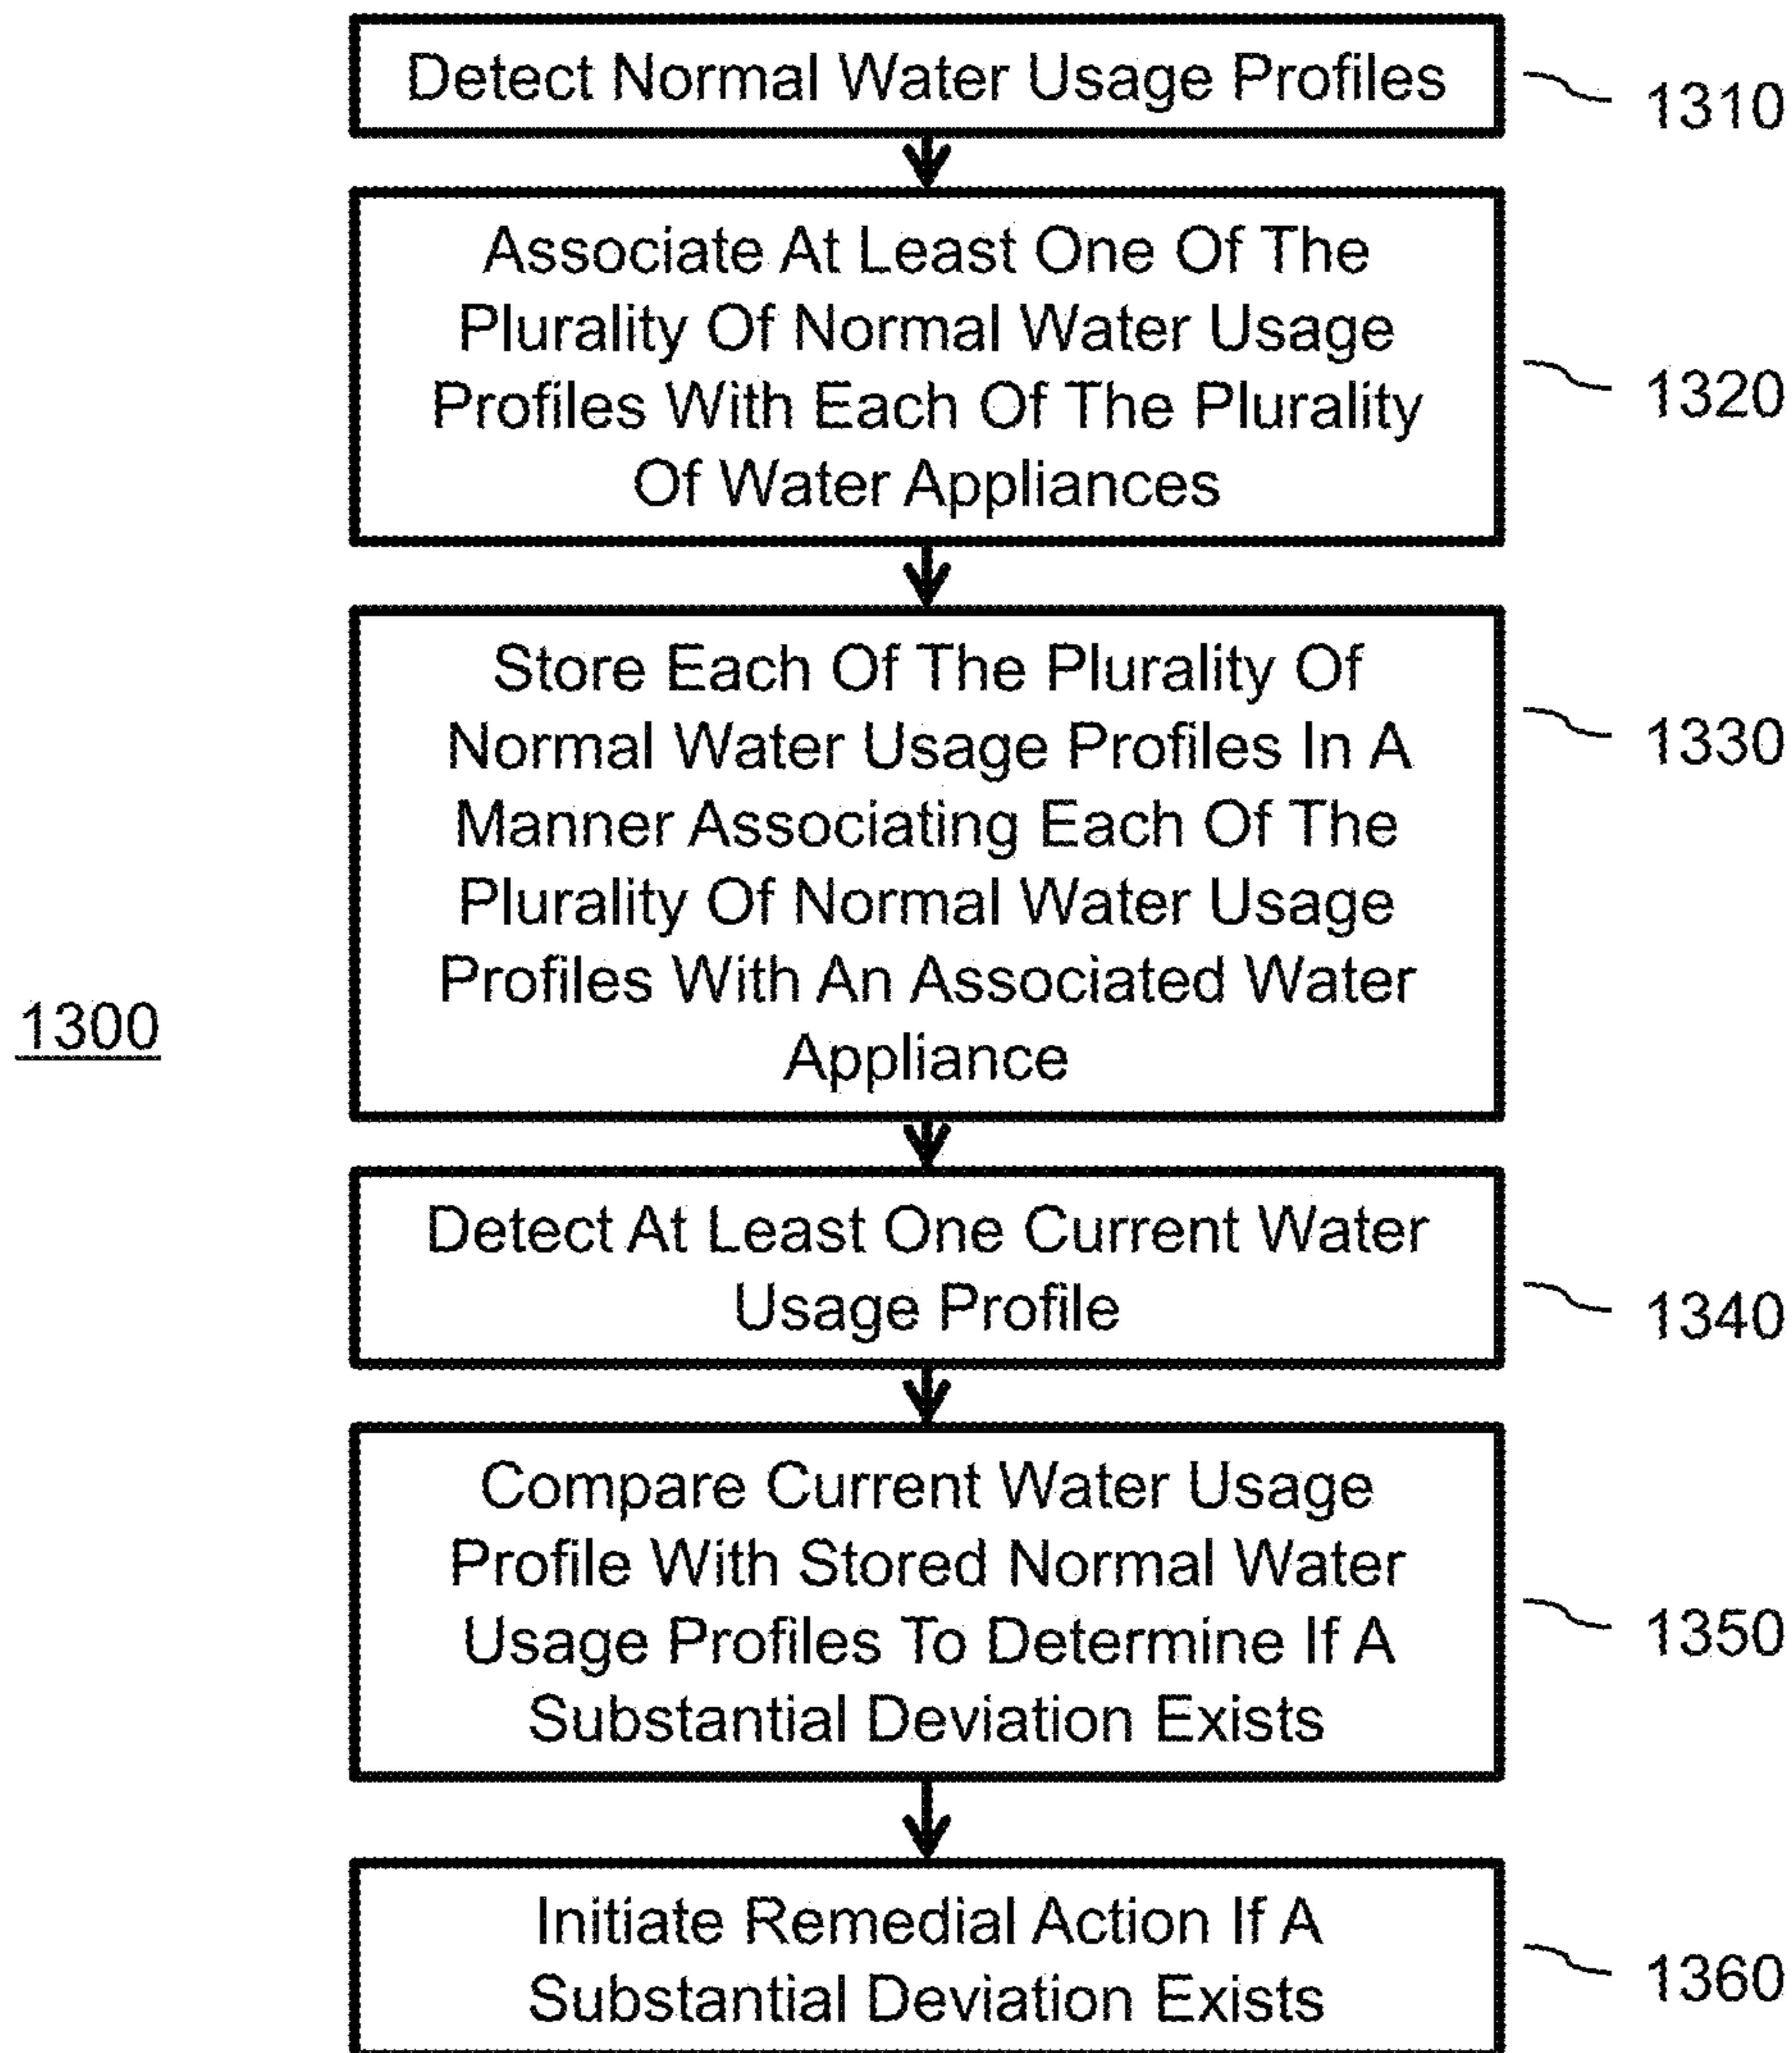 Detect Normal Water Usage Profiles
1310
Associate At Least One Of The
Plurality Of Normal Water Usage
Profiles With Each Of The Plurality
Of Water Appliances
1320
Store Each Of The Plurality Of
Normal Water Usage Profiles In A
Manner Associating Each Of The
Plurality Of Normal Water Usage
Profiles With An Associated Water
Appliance
1330
1300
Detect At Least One Current Water
Usage Profile
1340
Compare Current Water Usage
Profile With Stored Normal Water
Usage Profiles To Determine If A
Substantial Deviation Exists
1350
Initiate Remedial Action If A
Substantial Deviation Exists
1360